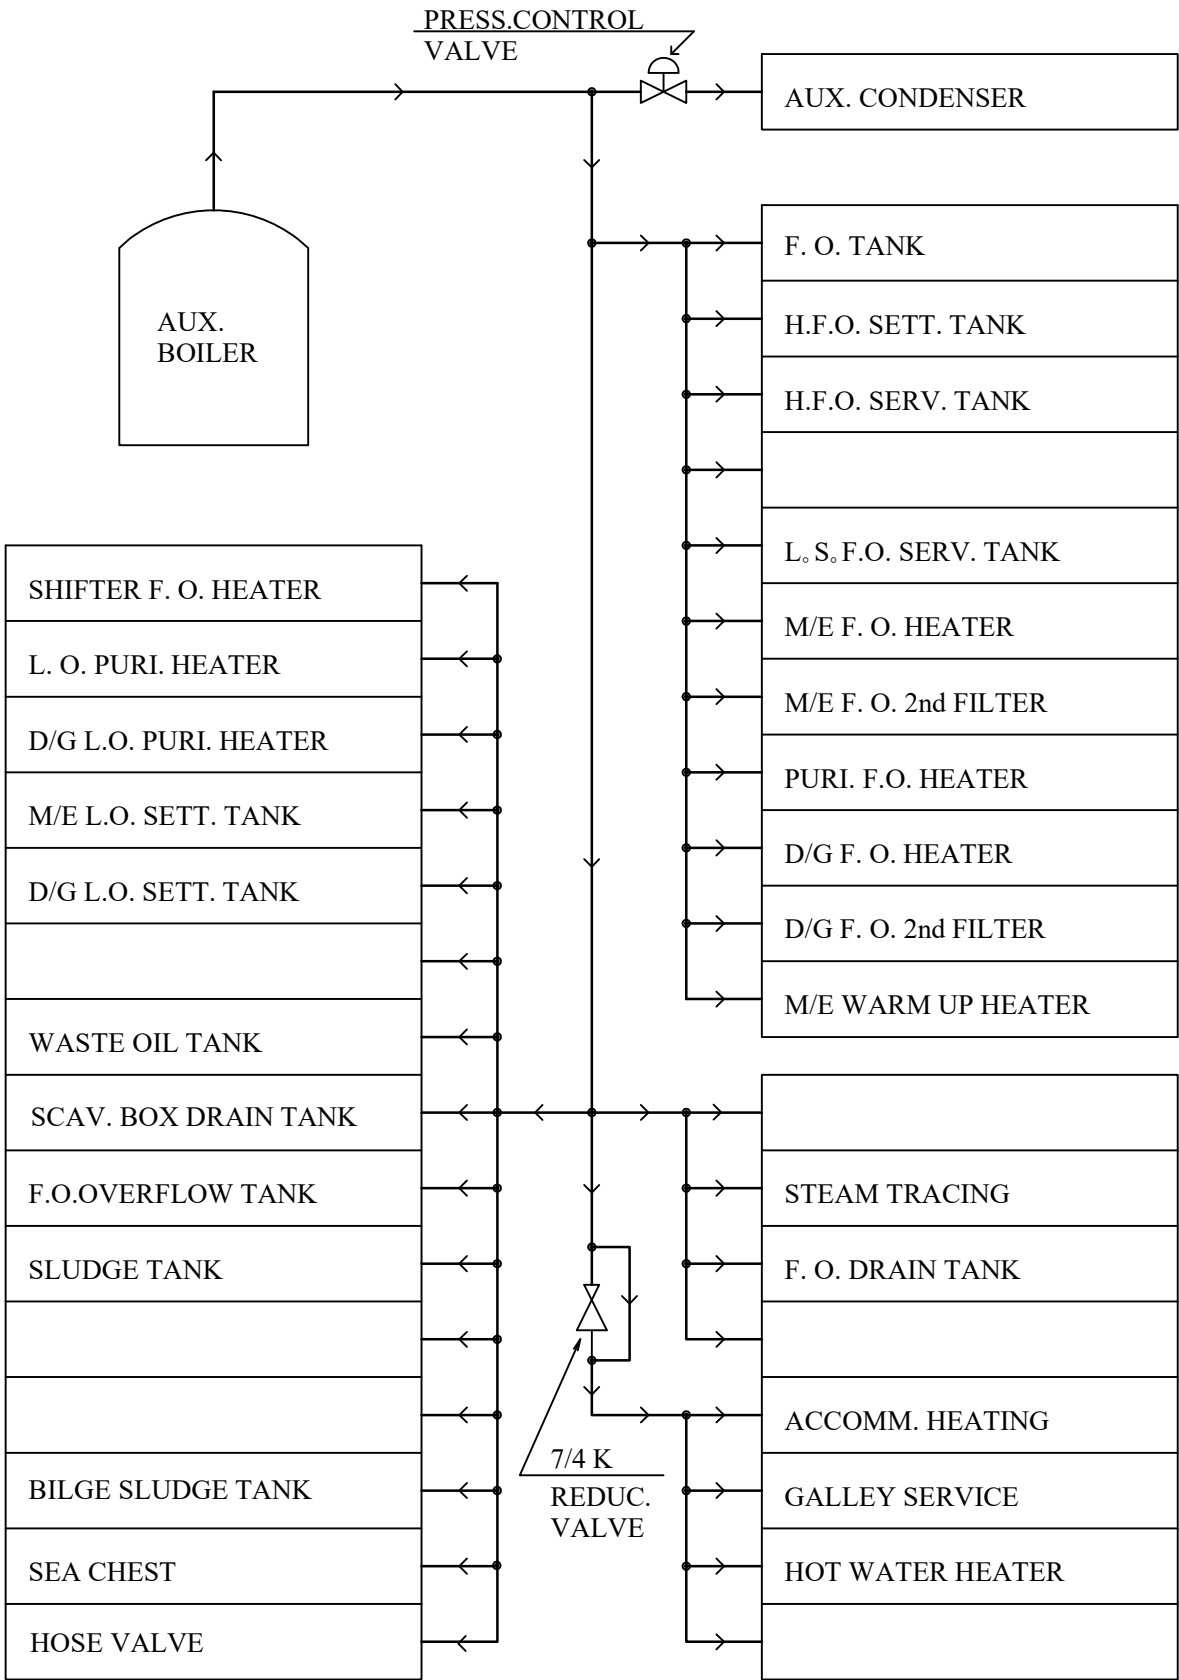 PRESS.CONTROL
VALVE
AUX. CONDENSER
AUX.
BOILER
F. O. TANK
H.F.O. SETT. TANK
H.F.O. SERV. TANK
L。S。F.O. SERV. TANK
M/E F. O. HEATER
M/E F. O. 2nd FILTER
PURI. F.O. HEATER
D/G F. O. HEATER
D/G F. O. 2nd FILTER
M/E WARM UP HEATER
SHIFTER F. O. HEATER
L. O. PURI. HEATER
D/G L.O. PURI. HEATER
M/E L.O. SETT. TANK
D/G L.O. SETT. TANK
WASTE OIL TANK
SCAV. BOX DRAIN TANK
F.O.OVERFLOW TANK
SLUDGE TANK
BILGE SLUDGE TANK
SEA CHEST
HOSE VALVE
7/4 K
REDUC.
VALVE
STEAM TRACING
F. O. DRAIN TANK
ACCOMM. HEATING
GALLEY SERVICE
HOT WATER HEATER